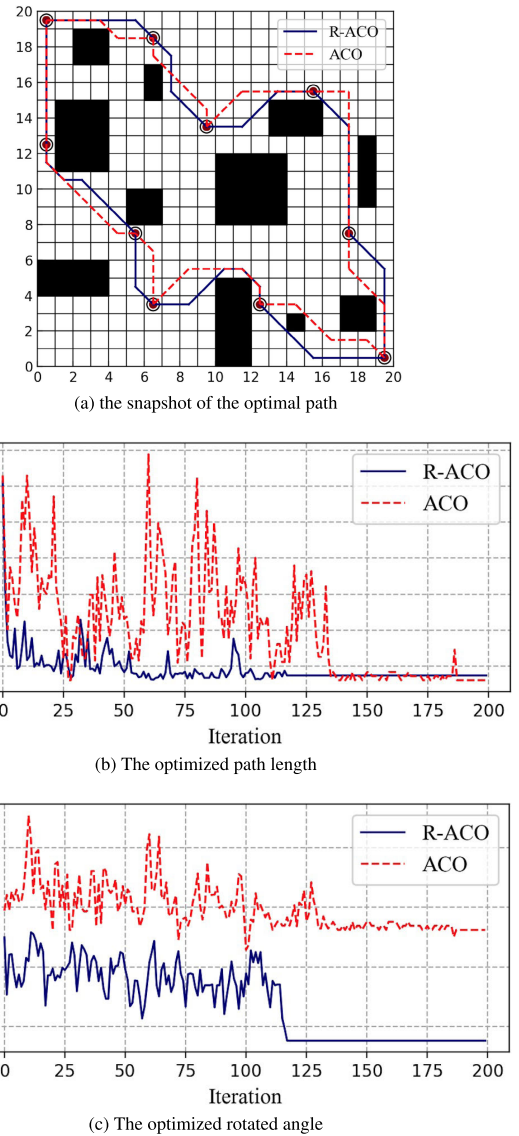 20
18
16
14
12
10
8
6
4
2
0
R-ACO
ACO
0 2 4 6 8 10 12 14 16 18 20
(a) the snapshot of the optimal path
R-ACO
ACO
0 25 50 75 100 125 150 175 200
Iteration
(b) The optimized path length
R-ACO
ACO
0 25 50 75 100 125 150 175 200
Iteration
(c) The optimized rotated angle